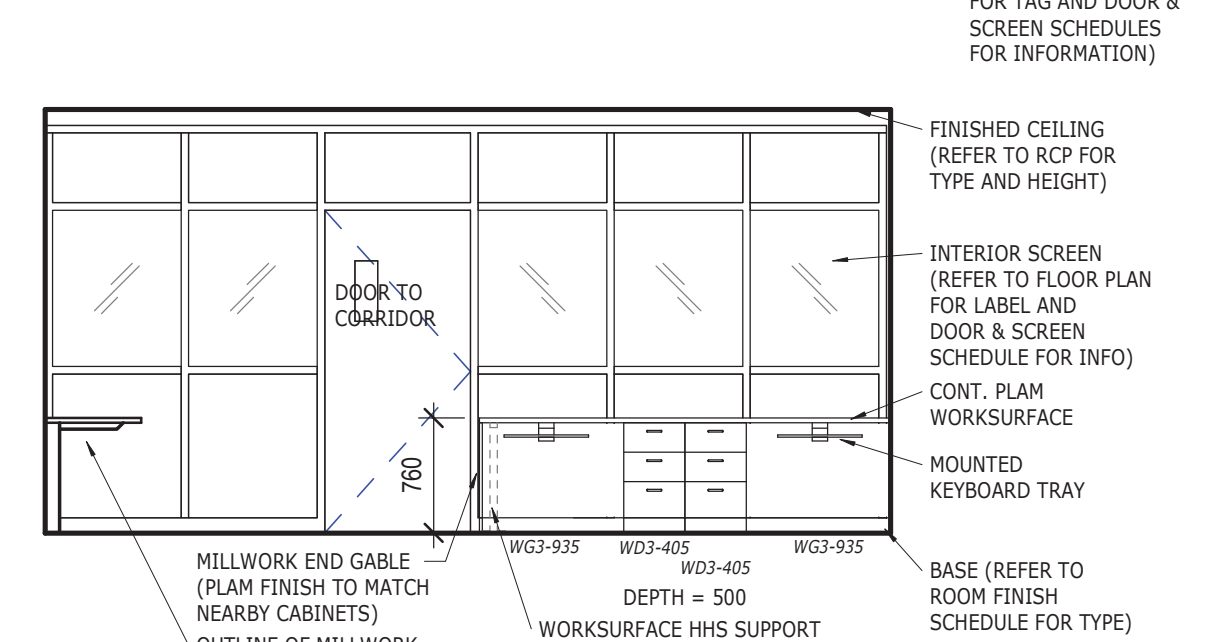 FOR TAG AND DOOR &
SCREEN SCHEDULES
FOR INFORMATION)
FINISHED CEILING
(REFER TO RCP FOR
TYPE AND HEIGHT)
INTERIOR SCREEN
(REFER TO FLOOR PLAN
FOR LABEL AND
DOOR & SCREEN
SCHEDULE FOR INFO)
DOOR TO
CORRIDOR
CONT. PLAM
WORKSURFACE
760
MOUNTED
KEYBOARD TRAY
WG3-935
WD3-405
WG3-935
WD3-405
DEPTH = 500
MILLWORK END GABLE
(PLAM FINISH TO MATCH
NEARBY CABINETS)
BASE (REFER TO
ROOM FINISH
SCHEDULE FOR TYPE)
WORKSURFACE HHS SUPPORT
OUTLINE OF MILLWORK